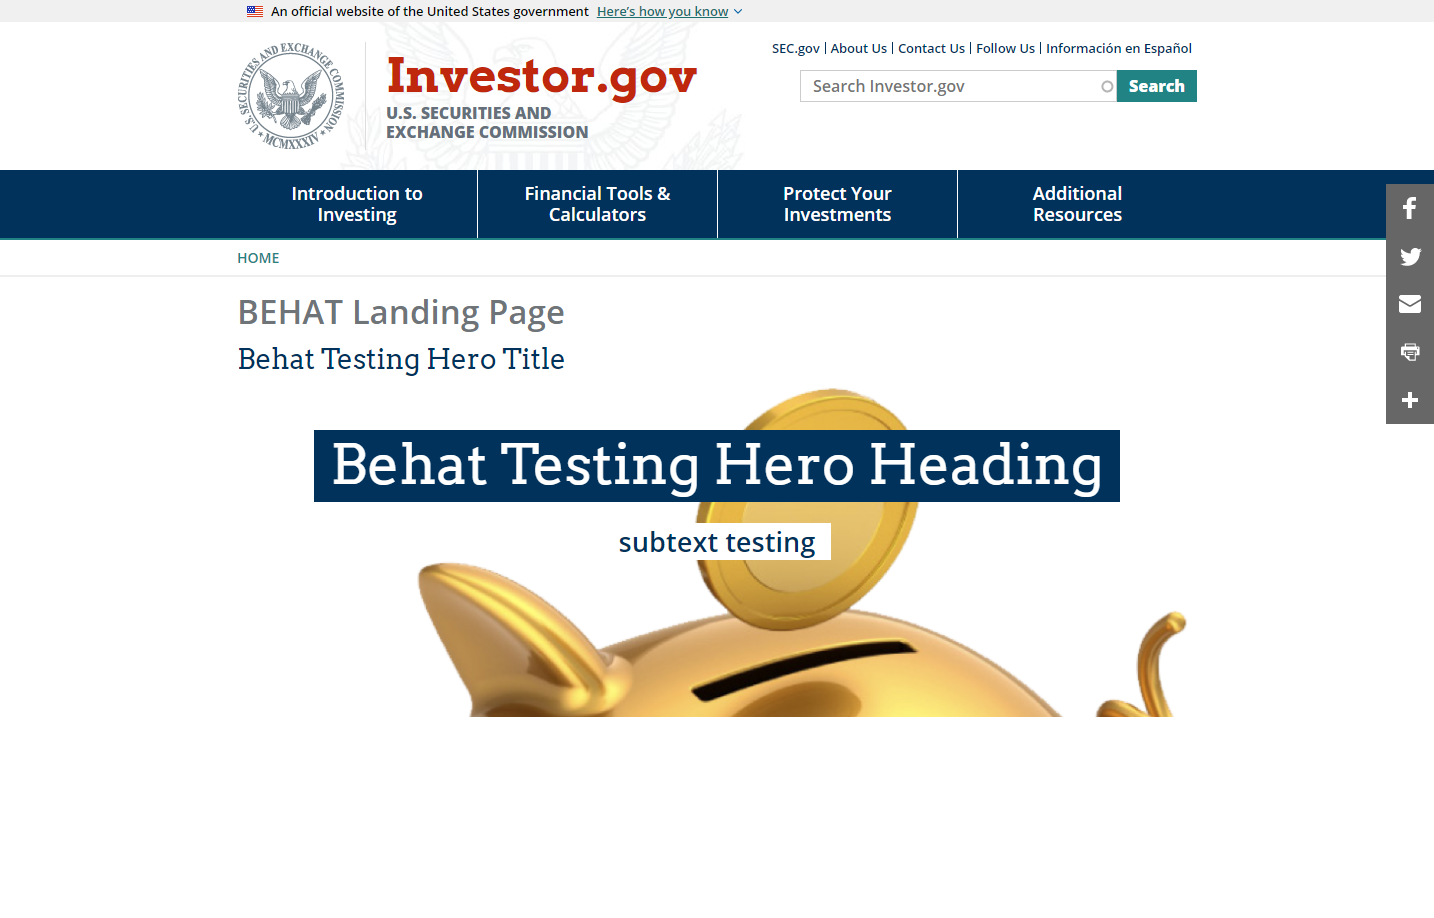 An official website of the United States government Here's how you know
SEC.gov | About Us | Contact Us | Follow Us | Información en Español
U.S. SECURITIES AND EXCHANGE COMMISSION
MCMXXXIV
Investor.gov
U.S. SECURITIES AND
EXCHANGE COMMISSION
Search Investor.gov Search
Introduction to
Investing
Financial Tools &
Calculators
Protect Your
Investments
Additional
Resources
HOME
BEHAT Landing Page
Behat Testing Hero Title
Behat Testing Hero Heading
subtext testing